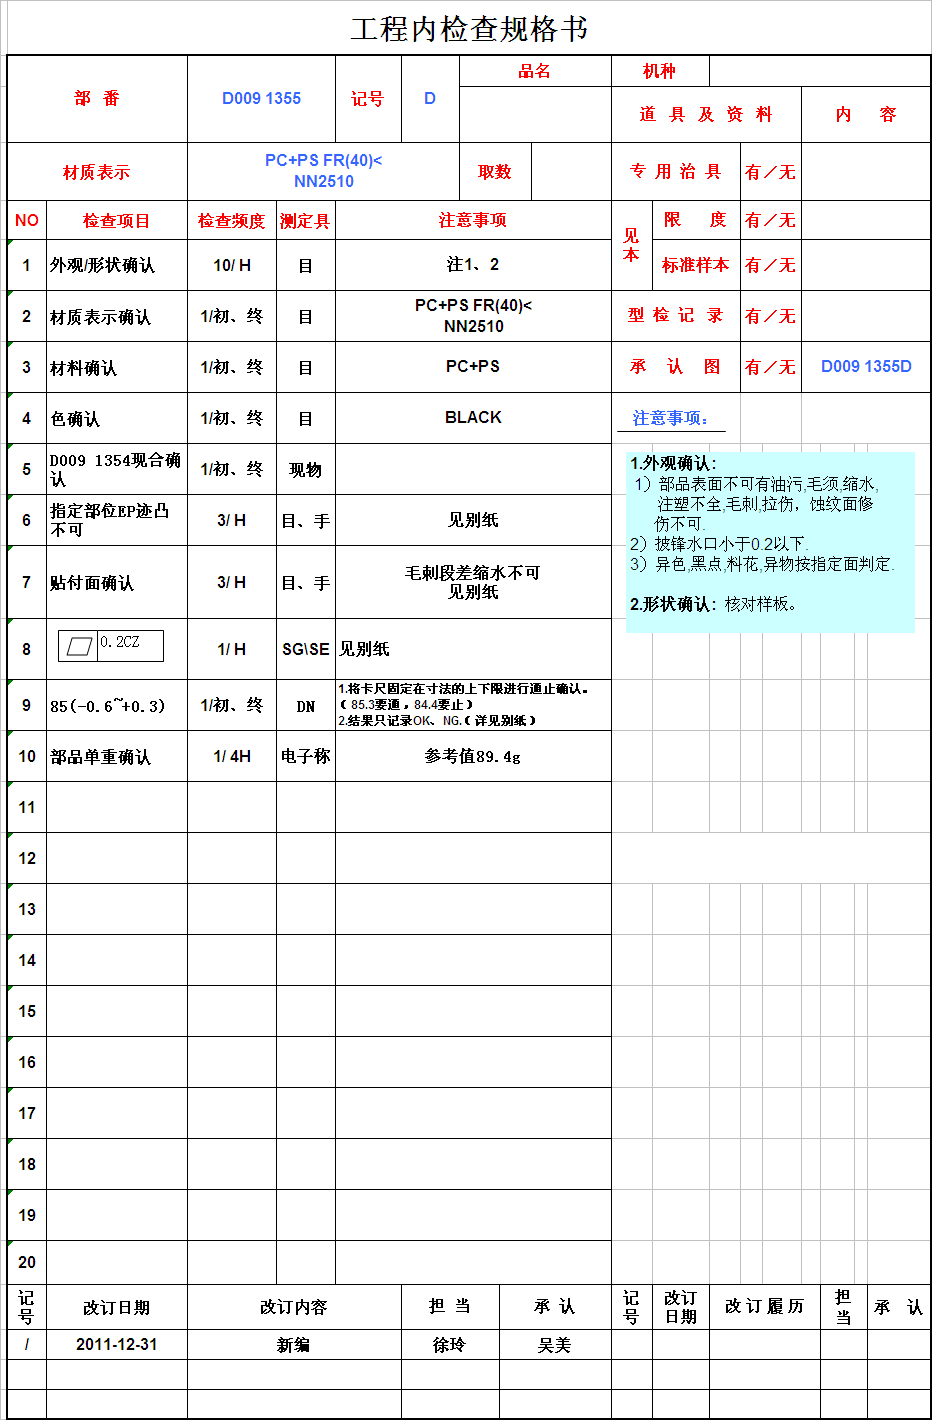 工程内检查规格书
部 番
D009 1355
记号
D
品名
机种
道 具 及 资 料
内 容
材质表示
PC+PS FR(40)<
NN2510
取数
专 用 治 具
有／无
NO
检查项目
检查频度
测定具
注意事项
见
本
限 度
有／无
1
外观/形状确认
10/ H
目
注1、2
标准样本
有／无
2
材质表示确认
1/初、终
目
PC+PS FR(40)<
NN2510
型 检 记 录
有／无
3
材料确认
1/初、终
目
PC+PS
承 认 图
有／无
D009 1355D
4
色确认
1/初、终
目
BLACK
注意事项：
5
D009 1354现合确
认
1/初、终
现物
1.外观确认：
1）部品表面不可有油污,毛须,缩水,
注塑不全,毛刺,拉伤，蚀纹面修
伤不可.
2）披锋水口小于0.2以下.
3）异色,黑点,料花,异物按指定面判定.
2.形状确认：核对样板。
6
指定部位EP迹凸
不可
3/ H
目、手
见别纸
7
贴付面确认
3/ H
目、手
毛刺段差缩水不可
见别纸
8
0.2CZ
1/ H
SG\SE
见别纸
9
85(-0.6~+0.3)
1/初、终
DN
1.将卡尺固定在寸法的上下限进行通止确认。
（ 85.3要通，84.4要止）
2.结果只记录OK、NG.（ 详见别纸）
10
部品单重确认
1/ 4H
电子称
参考值89.4g
11
12
13
14
15
16
17
18
19
20
记
号
改订日期
改订内容
担 当
承 认
记
号
改订
日期
改 订 履 历
担
当
承 认
/
2011-12-31
新编
徐玲
吴美